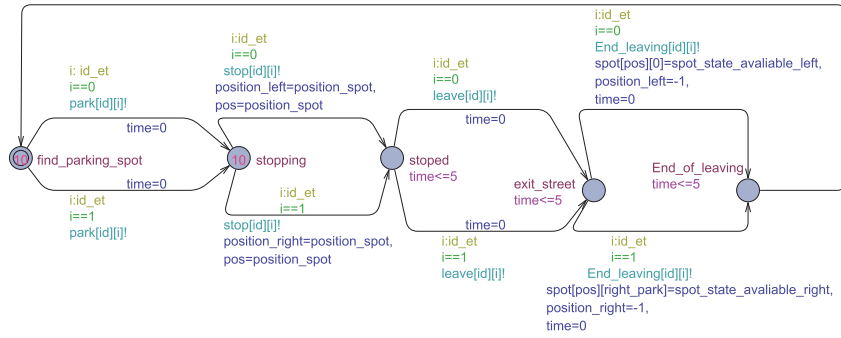 i:id_et
i==0
End_leaving[id][i]!
spot[pos][0]=spot_state_avaliable_left,
position_left=-1,
time=0
i:id_et
i==0
stop[id][i]!
position_left=position_spot,
pos=position_spot
i:id_et
i==0
leave[id][i]!
time=0
i: id_et
i==0
park[id][i]!
time=0
10
find_parking_spot
10
stopping
stoped
time<=5
exit_street
time<=5
End_of_leaving
time<=5
time=0
i:id_et
i==1
park[id][i]!
i:id_et
i==1
stop[id][i]!
position_right=position_spot,
pos=position_spot
time=0
i:id_et
i==1
leave[id][i]!
i:id_et
i==1
End_leaving[id][i]!
spot[pos][right_park]=spot_state_avaliable_right,
position_right=-1,
time=0